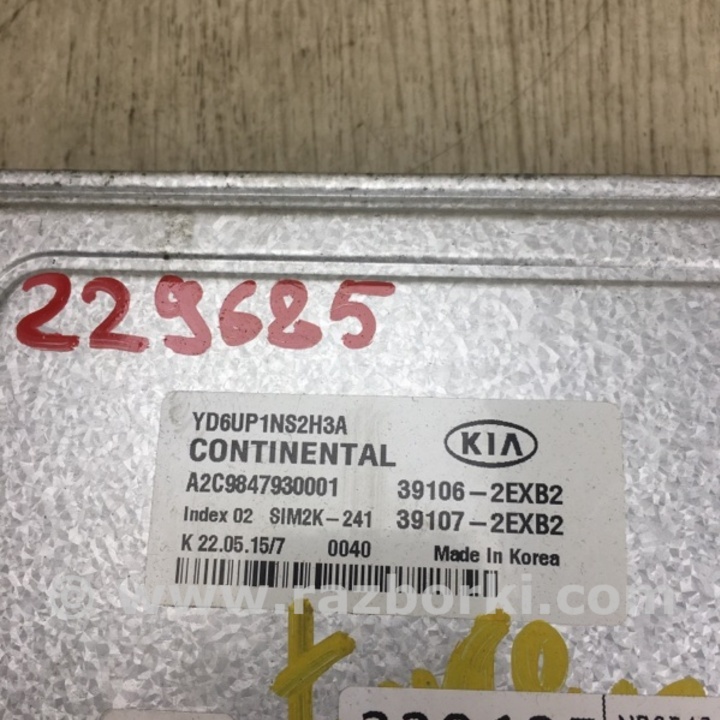 229685
YD6UP1NS2H3A
CONTINENTAL KIA
A2C9847930001 39106-2EXB2
Index 02 SIM2K-241 39107-2EXB2
K 22.05.15/7 0040 Made In Korea
© www.razborki.com